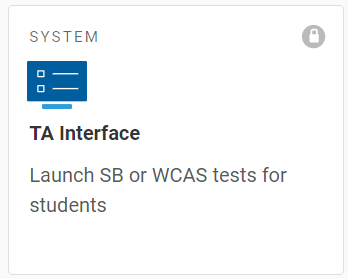 SYSTEM
TA Interface
Launch SB or WCAS tests for
students